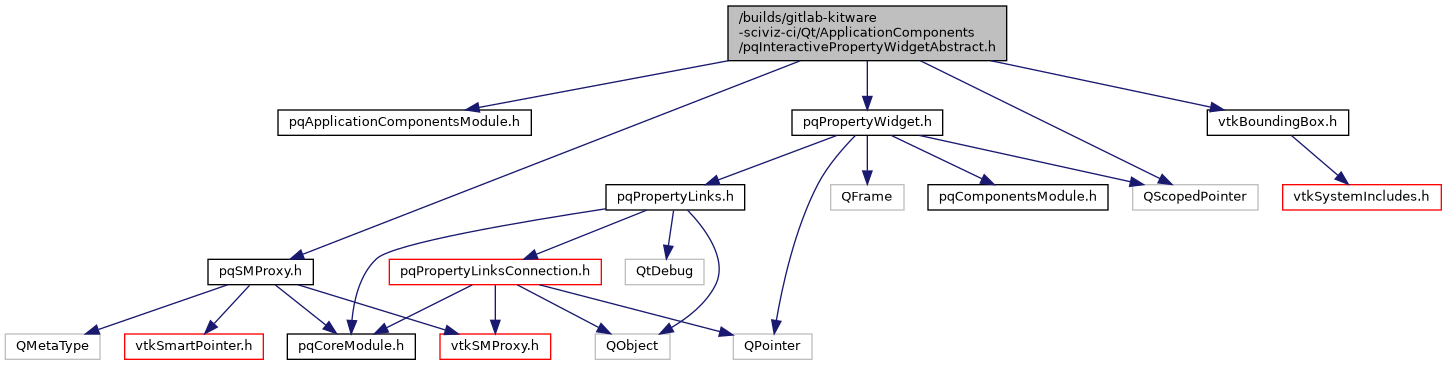 /builds/gitlab-kitware
-sciviz-ci/Qt/ApplicationComponents
/pqInteractivePropertyWidgetAbstract.h
pqApplicationComponentsModule.h
pqPropertyWidget.h
vtkBoundingBox.h
pqPropertyLinks.h
QFrame
pqComponentsModule.h
QScopedPointer
vtkSystemIncludes.h
pqSMProxy.h
pqPropertyLinksConnection.h
QtDebug
QMetaType
vtkSmartPointer.h
pqCoreModule.h
vtkSMProxy.h
QObject
QPointer